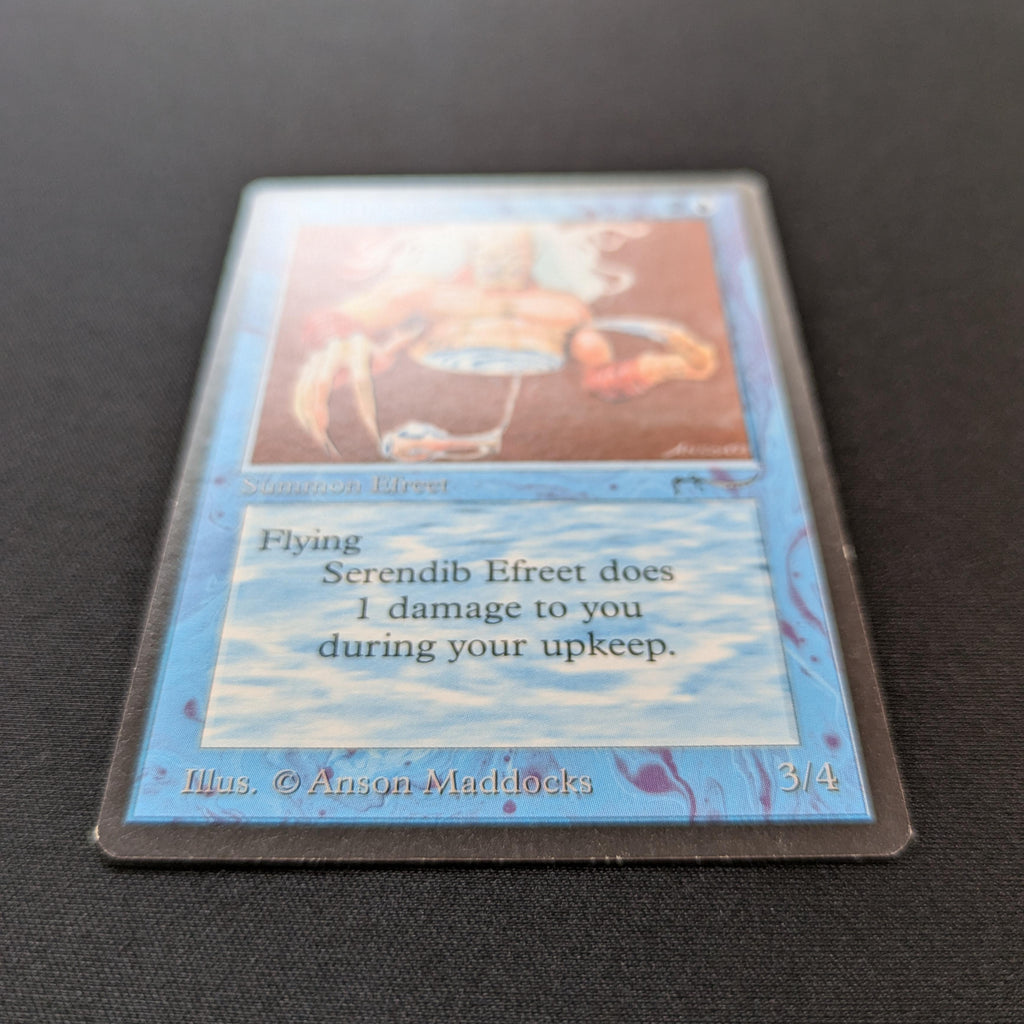 Summon Efreet
Flying
Serendib Efreet does
1 damage to you
during your upkeep.
Illus. © Anson Maddocks
3/4